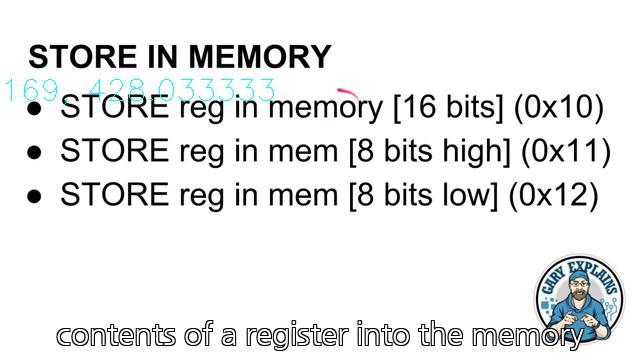 STORE IN MEMORY
169, 428.033333
● STORE reg in memory [16 bits] (0x10)
● STORE reg in mem [8 bits high] (0x11)
● STORE reg in mem [8 bits low] (0x12)
GARY EXPLAINS
contents of a register into the memory